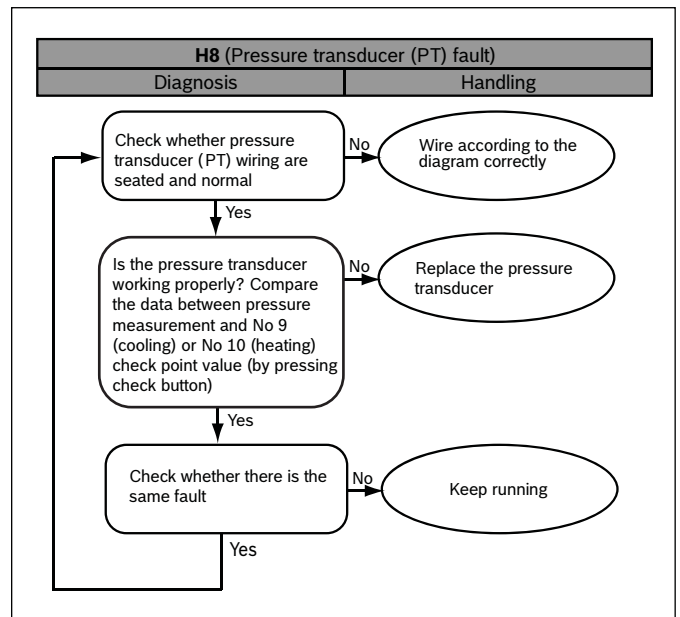 H8 (Pressure transducer (PT) fault)
Diagnosis
Handling
Check whether pressure
transducer (PT) wiring are
seated and normal
No
Wire according to the
diagram correctly
Yes
Is the pressure transducer
working properly? Compare
the data between pressure
measurement and No 9
(cooling) or No 10 (heating)
check point value (by pressing
check button)
No
Replace the pressure
transducer
Yes
Check whether there is the
same fault
No
Keep running
Yes